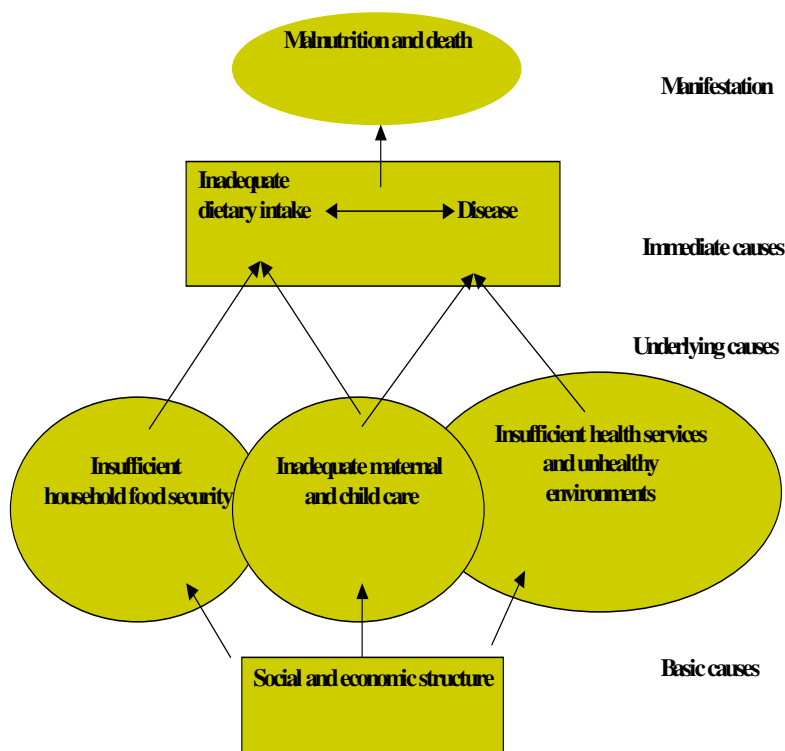 Malnutrition and death
Manifestation
Inadequate
dietary intake
Disease
Immediate causes
Underlying causes
Insufficient
household food security
Inadequate maternal
and child care
Insufficient health services
and unhealthy
environments
Social and economic structure
Basic causes